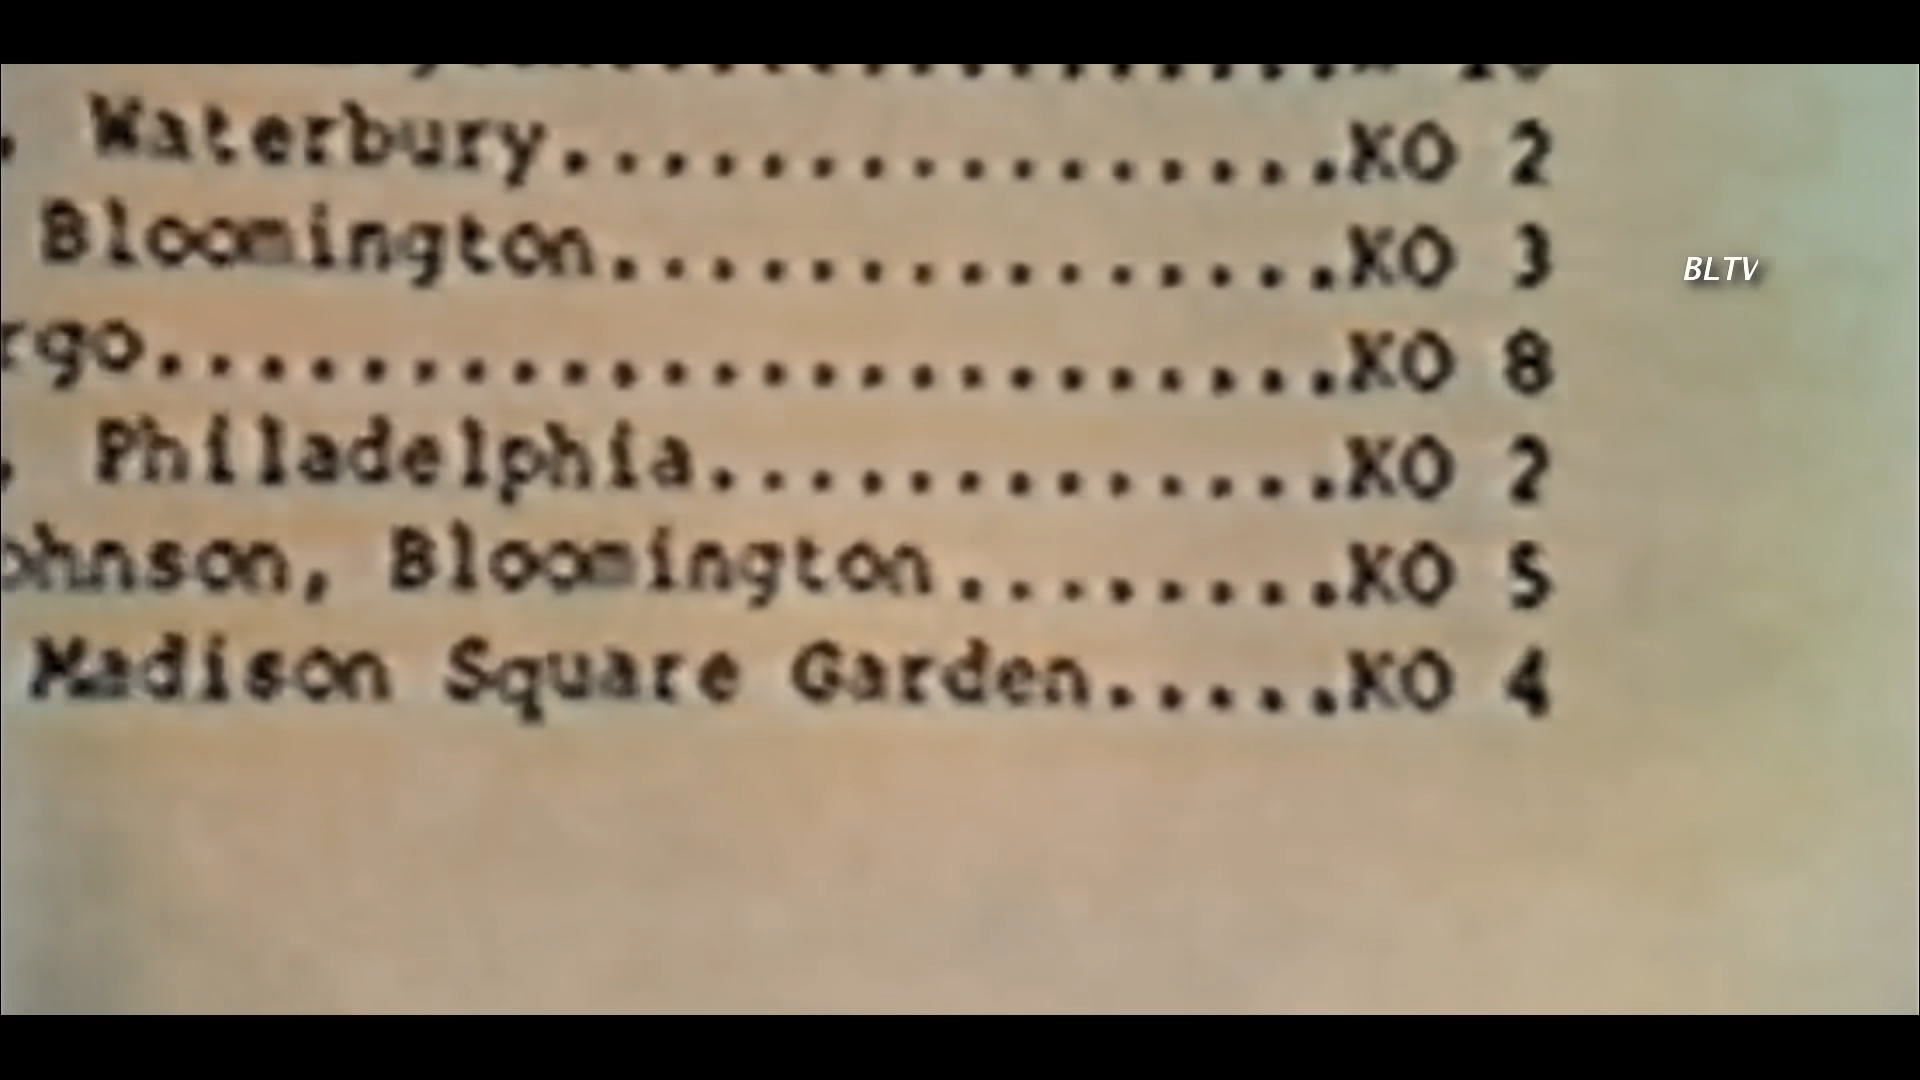 . Waterbury................KO 2
Bloomington...............KO 3
rgo........................KO 8
. Philadelphia.............KO 2
ohnson, Bloomington........KO 5
Madison Square Garden.....KO 4
BLTV